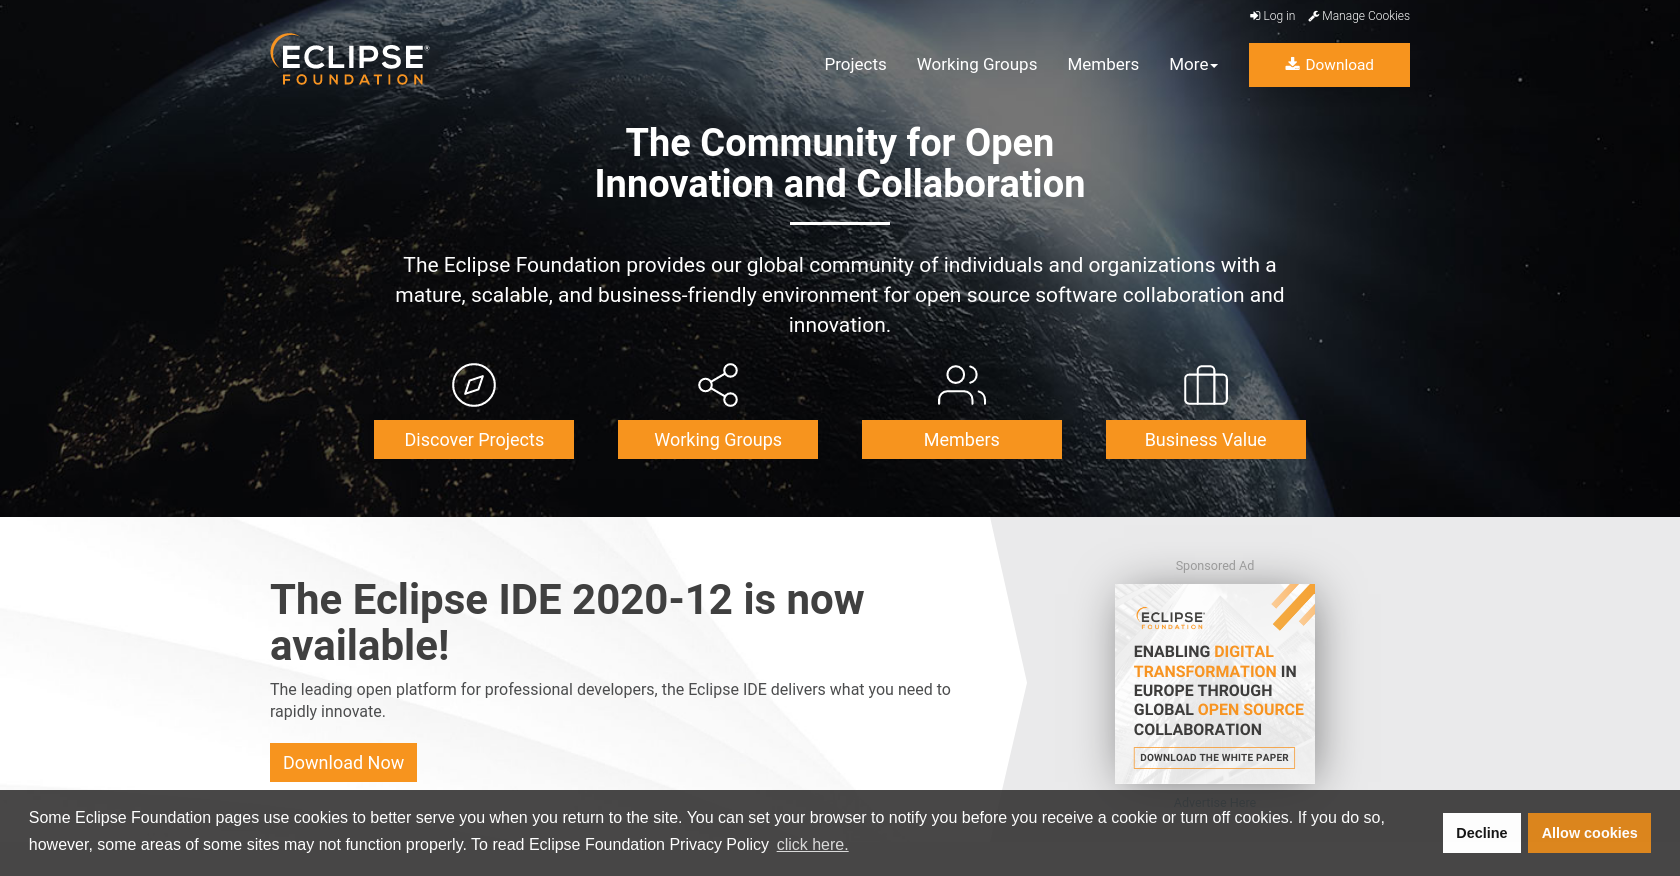 Log in
Manage Cookies
ECLIPSE®
FOUNDATION
Projects
Working Groups
Members
More
Download
The Community for Open
Innovation and Collaboration
The Eclipse Foundation provides our global community of individuals and organizations with a
mature, scalable, and business-friendly environment for open source software collaboration and
innovation.
Discover Projects
Working Groups
Members
Business Value
The Eclipse IDE 2020-12 is now
available!
The leading open platform for professional developers, the Eclipse IDE delivers what you need to
rapidly innovate.
Download Now
Sponsored Ad
ECLIPSE
FOUNDATION
ENABLING DIGITAL
TRANSFORMATION IN
EUROPE THROUGH
GLOBAL OPEN SOURCE
COLLABORATION
DOWNLOAD THE WHITE PAPER
Some Eclipse Foundation pages use cookies to better serve you when you return to the site. You can set your browser to notify you before you receive a cookie or turn off cookies. If you do so,
however, some areas of some sites may not function properly. To read Eclipse Foundation Privacy Policy click here.
Decline
Allow cookies